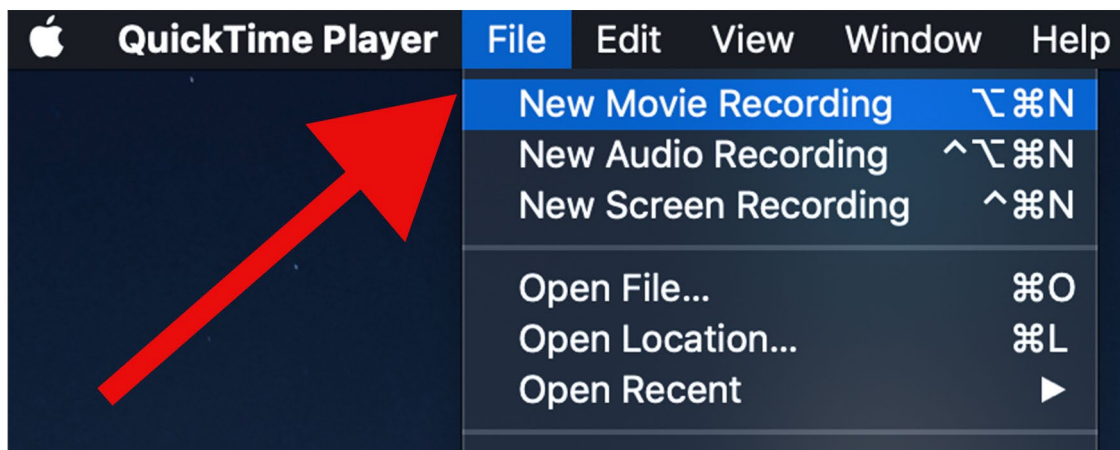 QuickTime Player File Edit View Window Help
New Movie Recording ⌥⌘N
New Audio Recording ^⌥⌘N
New Screen Recording ^⌘N
Open File... ⌘O
Open Location... ⌘L
Open Recent ▶